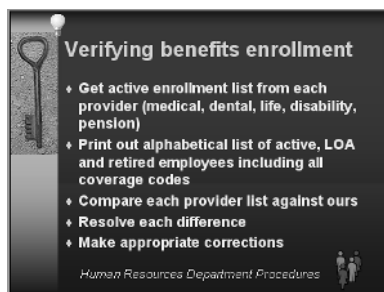 Verifying benefits enrollment
♦ Get active enrollment list from each
provider (medical, dental, life, disability,
pension)
♦ Print out alphabetical list of active, LOA
and retired employees including all
coverage codes
♦ Compare each provider list against ours
♦ Resolve each difference
♦ Make appropriate corrections
Human Resources Department Procedures